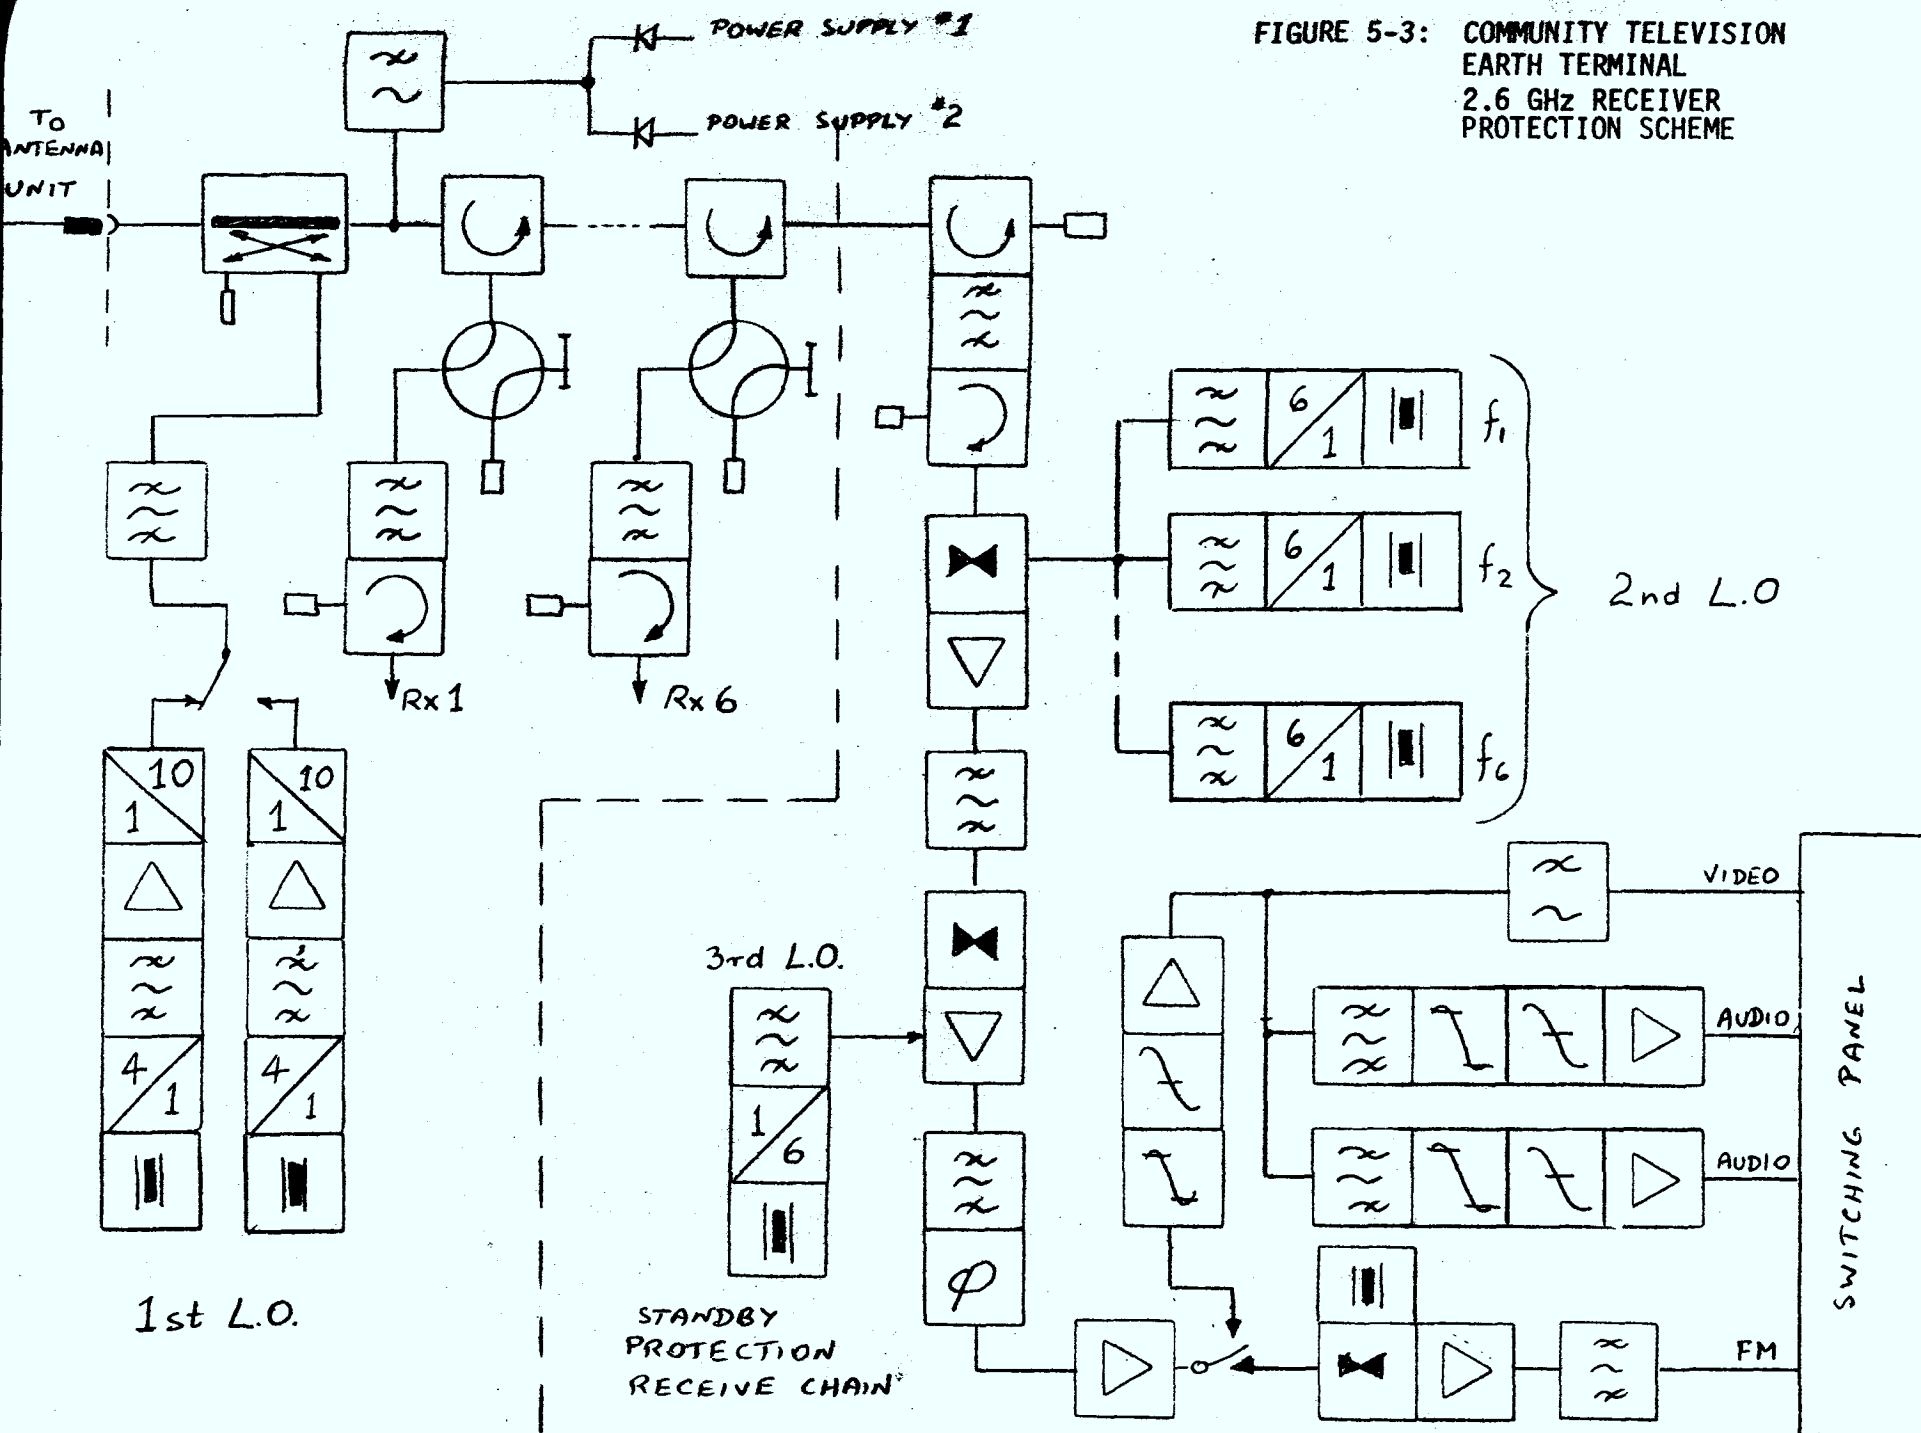 FIGURE 5-3: COMMUNITY TELEVISION
EARTH TERMINAL
2.6 GHz RECEIVER
PROTECTION SCHEME
POWER SUPPLY #1
POWER SUPPLY #2
TO
ANTENNA
UNIT
Rx 1
Rx 6
6
1
f1
6
1
f2
6
1
f6
2nd L.O
10
1
10
1
4
1
4
1
1st L.O.
3rd L.O.
1
6
STANDBY
PROTECTION
RECEIVE CHAIN
φ
VIDEO
AUDIO
AUDIO
FM
SWITCHING PANEL